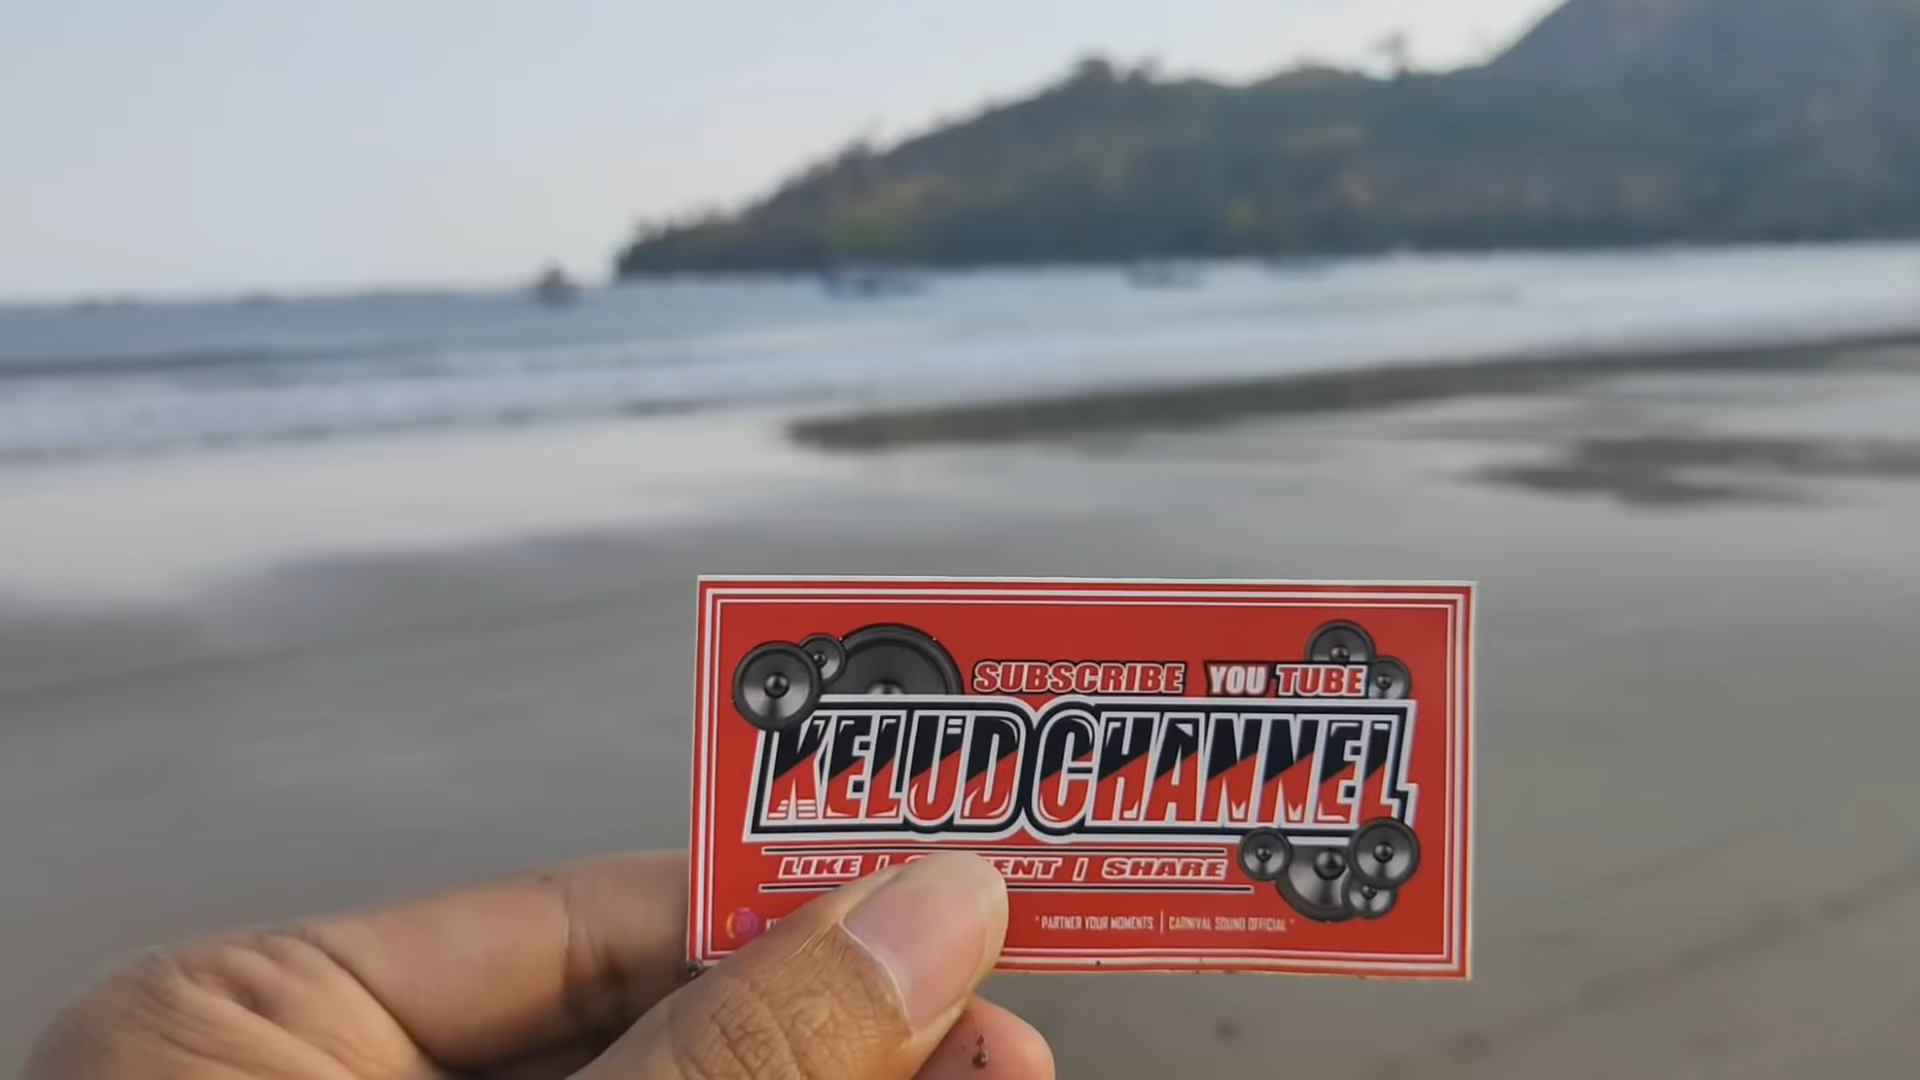 SUBSCRIBE YOU TUBE
KELUD CHANNEL
LIKE | | SHARE
" PARTNER YOUR MOMENTS | CARNIVAL SOUND OFFICIAL "